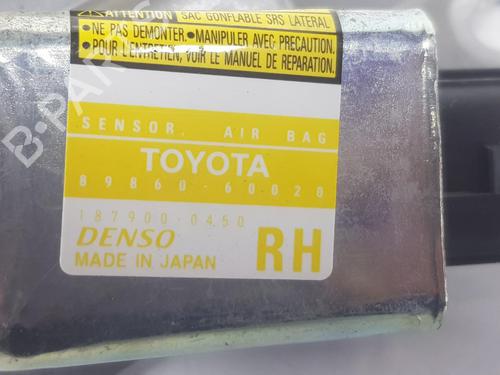 ATTENTION SAC GONFLABLE SRS LATERAL
•NE PAS DEMONTER. •MANIPULER AVEC PRECAUTION.
•POUR L'ENTRETIEN, VOIR LE MANUEL DE REPARATION.
SENSOR, AIR BAG
TOYOTA
89860-60020
187900-0450
DENSO
MADE IN JAPAN
RH
B-PARTS